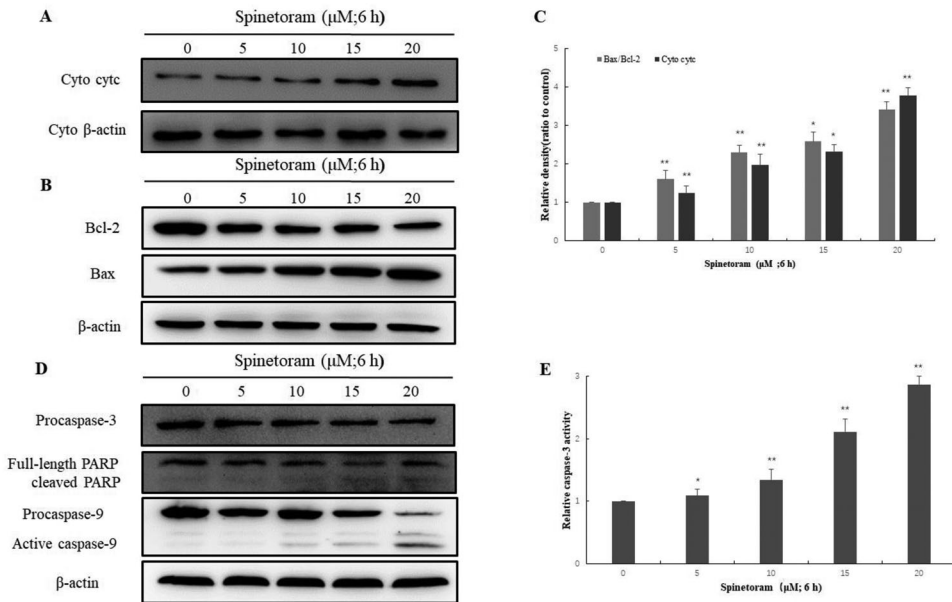 A
Spinetoram (μM;6 h)
0 5 10 15 20
Cyto cytc
Cyto β-actin
B
Spinetoram (μM;6 h)
0 5 10 15 20
Bcl-2
Bax
β-actin
C
Relative density(ratio to control)
5
4
3
2
1
0
Bax/Bcl-2 Cyto cytc
** **
** **
* *
** **
0 5 10 15 20
Spinetoram (μM ;6 h)
D
Spinetoram (μM;6 h)
0 5 10 15 20
Procaspase-3
Full-length PARP
cleaved PARP
Procaspase-9
Active caspase-9
β-actin
E
Relative caspase-3 activity
3
2
1
0
*
**
**
**
0 5 10 15 20
Spinetoram (μM; 6 h)